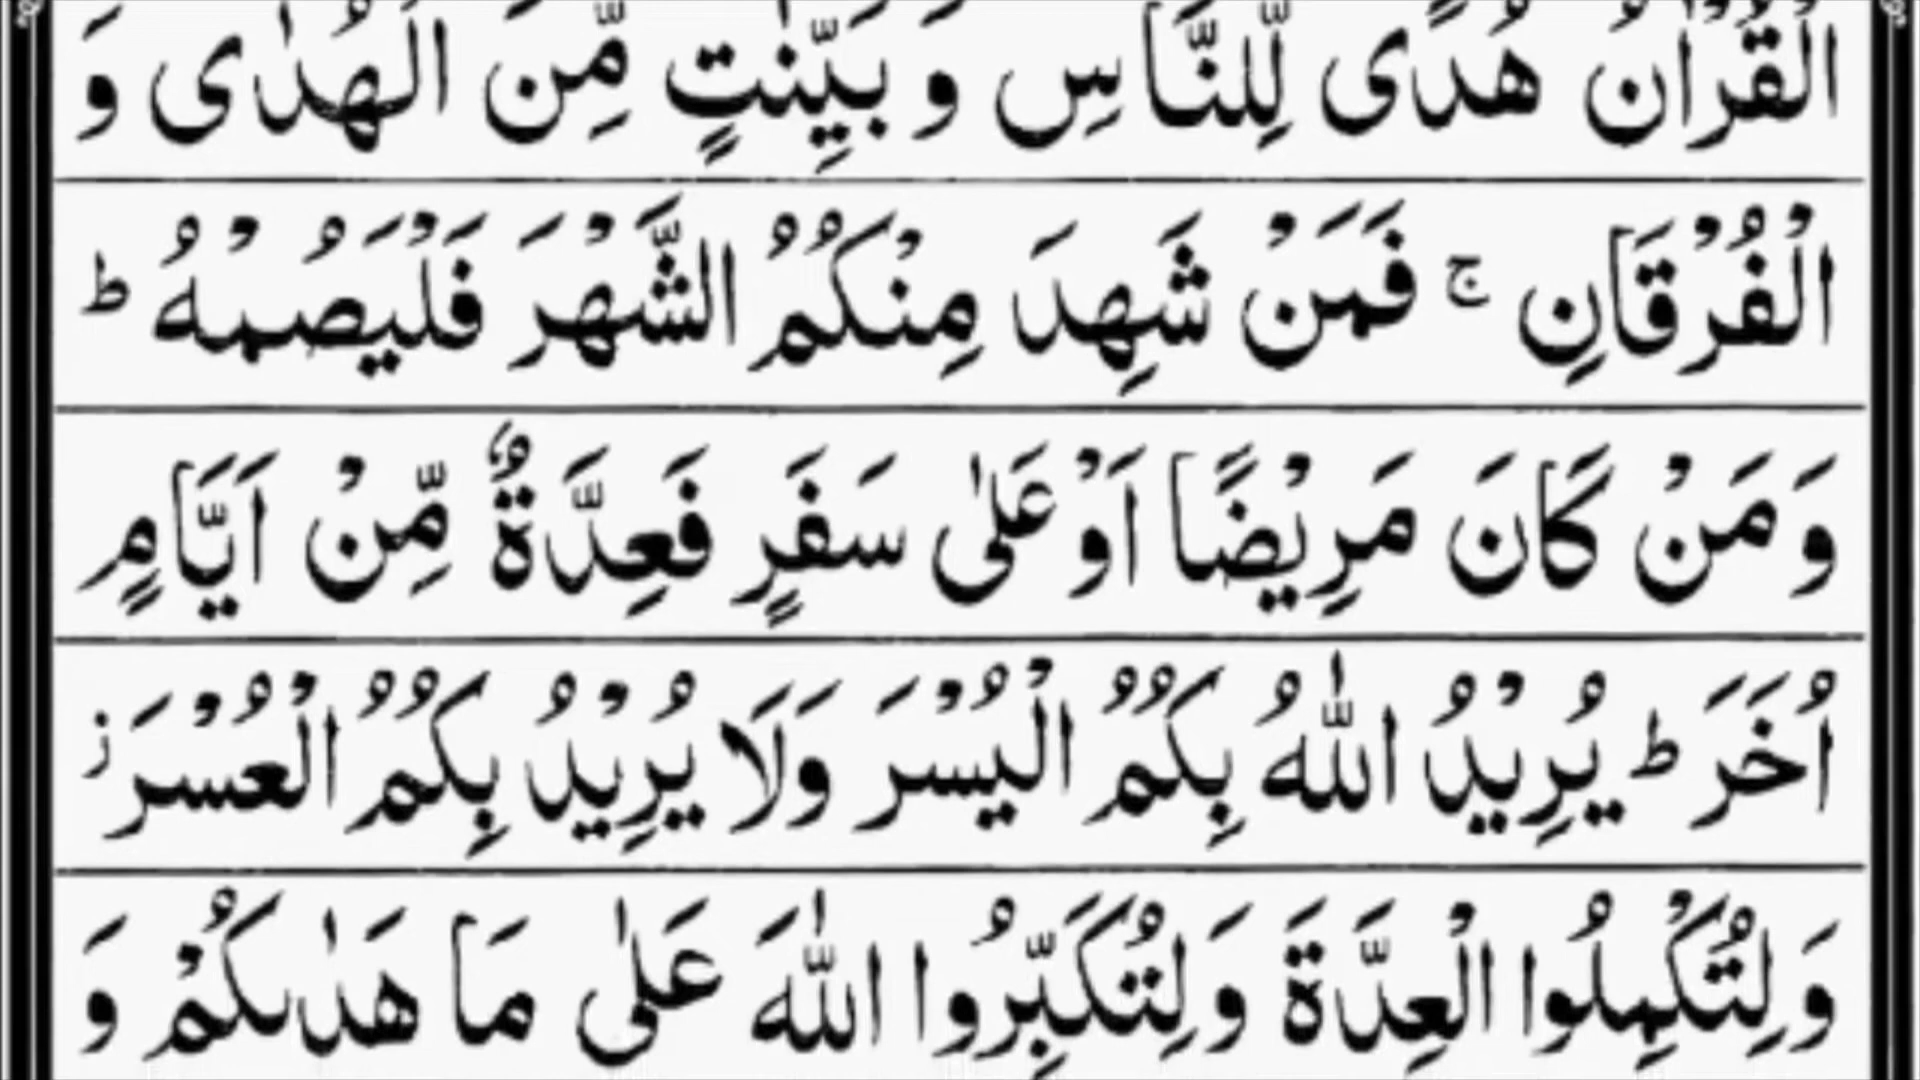 الْقُرْاٰنُ هُدًی لِّلنَّاسِ وَ بَیِّنٰتٍ مِّنَ الْهُدٰی وَ
الْفُرْقَانِ ۚ فَمَنْ شَهِدَ مِنْكُمُ الشَّهْرَ فَلْیَصُمْهُ ؕ
وَ مَنْ كَانَ مَرِیْضًا اَوْ عَلٰی سَفَرٍ فَعِدَّةٌ مِّنْ اَیَّامٍ
اُخَرَ ؕ یُرِیْدُ اللّٰهُ بِكُمُ الْیُسْرَ وَلَا یُرِیْدُ بِكُمُ الْعُسْرَ ؗ
وَ لِتُكْمِلُوا الْعِدَّةَ وَ لِتُكَبِّرُوا اللّٰهَ عَلٰی مَا هَدٰىكُمْ وَ